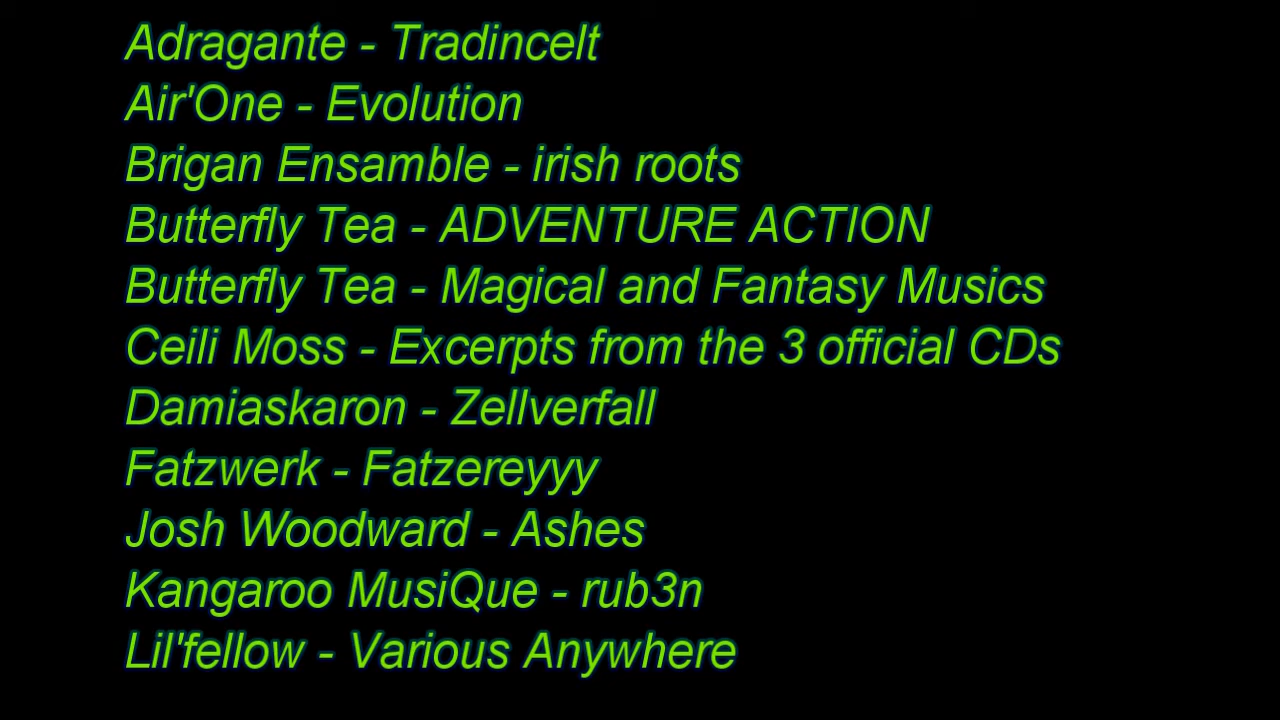 Adragante - Tradincelt
Air'One - Evolution
Brigan Ensamble - irish roots
Butterfly Tea - ADVENTURE ACTION
Butterfly Tea - Magical and Fantasy Musics
Ceili Moss - Excerpts from the 3 official CDs
Damiaskaron - Zellverfall
Fatzwerk - Fatzereyyy
Josh Woodward - Ashes
Kangaroo MusiQue - rub3n
Lil'fellow - Various Anywhere